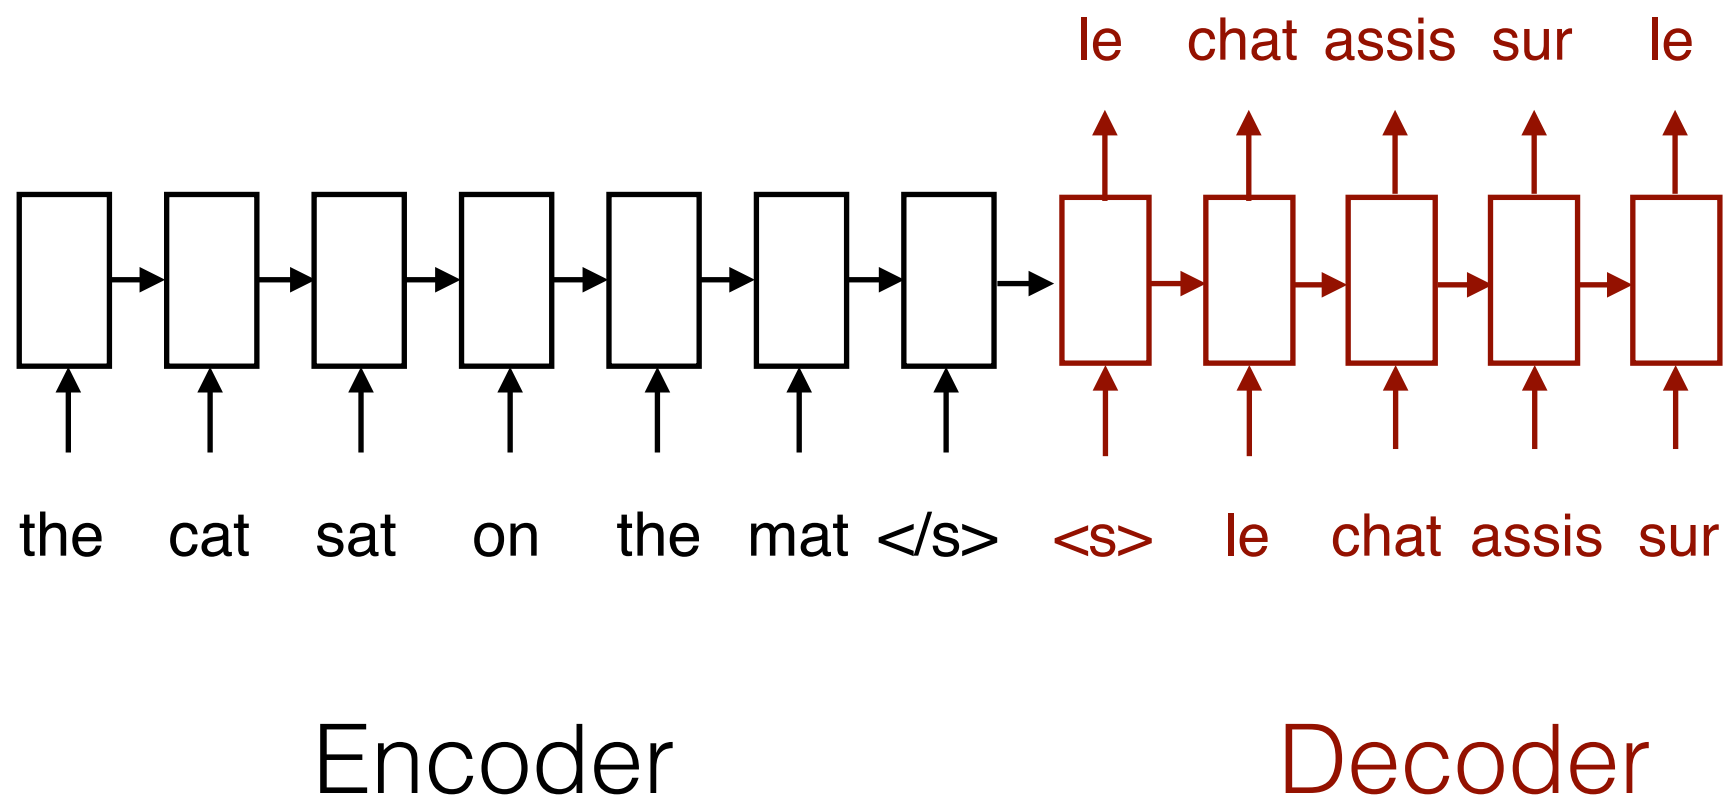 le chat assis sur le
the cat sat on the mat </s> <s> le chat assis sur
Encoder Decoder